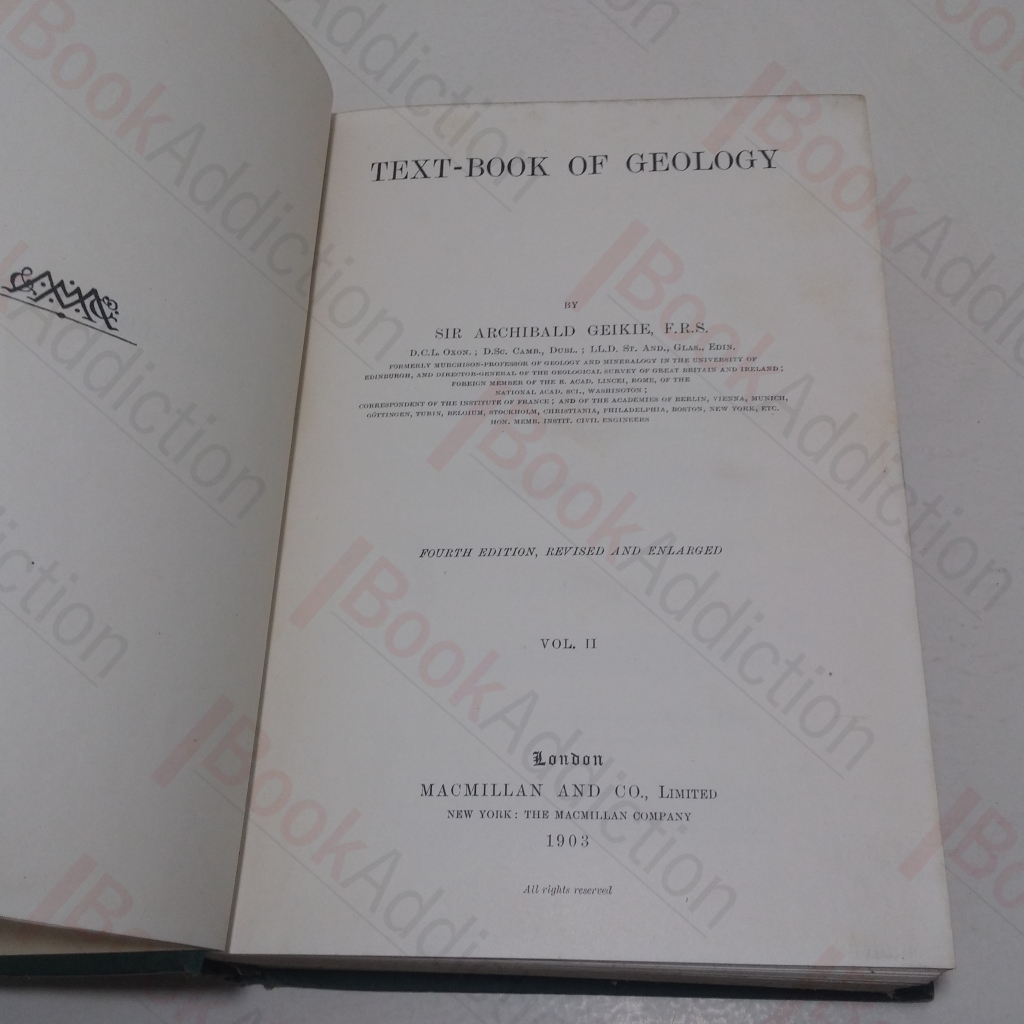 TEXT-BOOK OF GEOLOGY
BY
SIR ARCHIBALD GEIKIE, F.R.S.
D.C.L. OXON.; D.SC. CAMB., DUBL.; LL.D. ST. AND., GLAS., EDIN.
FORMERLY MURCHISON-PROFESSOR OF GEOLOGY AND MINERALOGY IN THE UNIVERSITY OF
EDINBURGH, AND DIRECTOR-GENERAL OF THE GEOLOGICAL SURVEY OF GREAT BRITAIN AND IRELAND;
FOREIGN MEMBER OF THE R. ACAD. LINCEI, ROME, OF THE
NATIONAL ACAD. SCI., WASHINGTON;
CORRESPONDENT OF THE INSTITUTE OF FRANCE; AND OF THE ACADEMIES OF BERLIN, VIENNA, MUNICH,
GÖTTINGEN, TURIN, BELGIUM, STOCKHOLM, CHRISTIANIA, PHILADELPHIA, BOSTON, NEW YORK, ETC.
HON. MEMB. INSTIT. CIVIL ENGINEERS
FOURTH EDITION, REVISED AND ENLARGED
VOL. II
London
MACMILLAN AND CO., LIMITED
NEW YORK: THE MACMILLAN COMPANY
1903
All rights reserved
BookAddiction